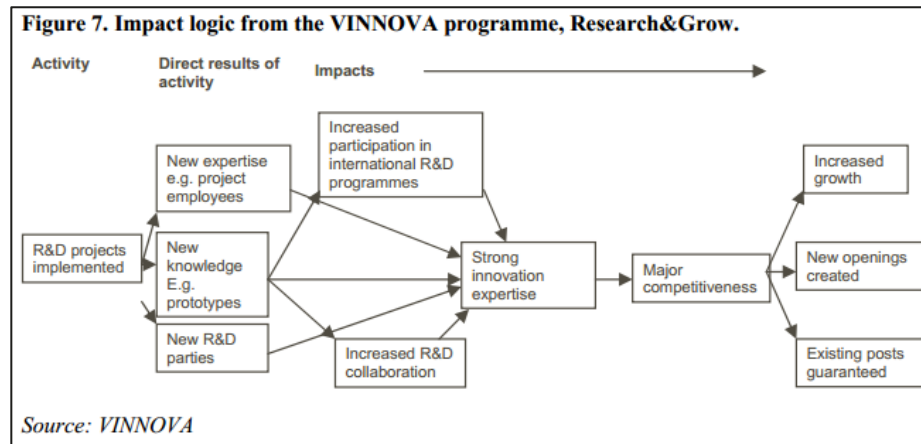 Figure 7. Impact logic from the VINNOVA programme, Research&Grow.
Activity
Direct results of
activity
Impacts
R&D projects
implemented
New expertise
e.g. project
employees
New
knowledge
E.g.
prototypes
New R&D
parties
Increased
participation in
international R&D
programmes
Increased R&D
collaboration
Strong
innovation
expertise
Major
competitiveness
Increased
growth
New openings
created
Existing posts
guaranteed
Source: VINNOVA